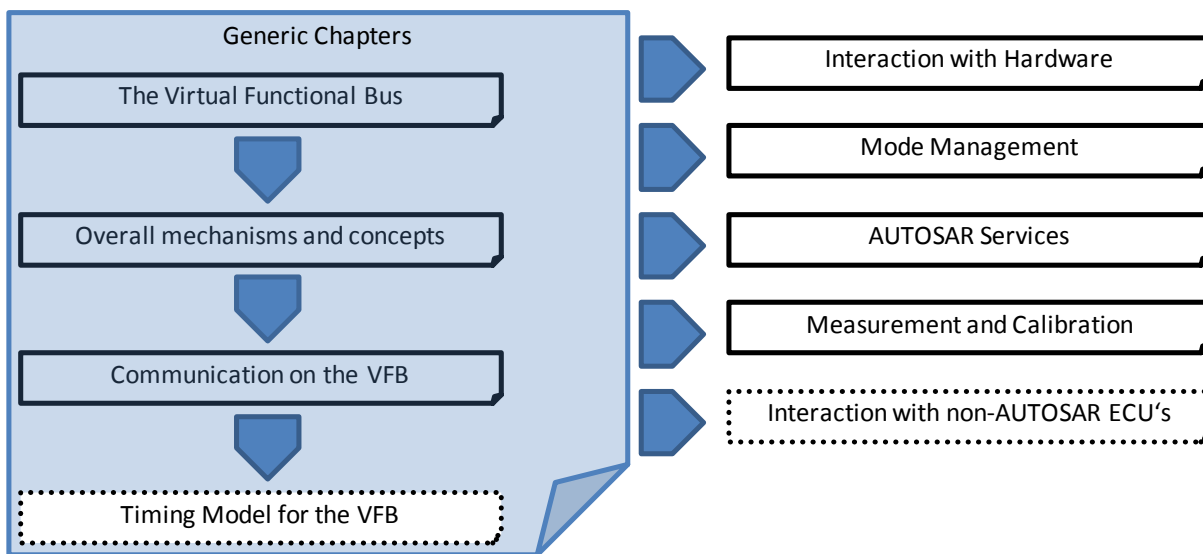 Generic Chapters
The Virtual Functional Bus
Overall mechanisms and concepts
Communication on the VFB
Timing Model for the VFB
Interaction with Hardware
Mode Management
AUTOSAR Services
Measurement and Calibration
Interaction with non-AUTOSAR ECU‘s